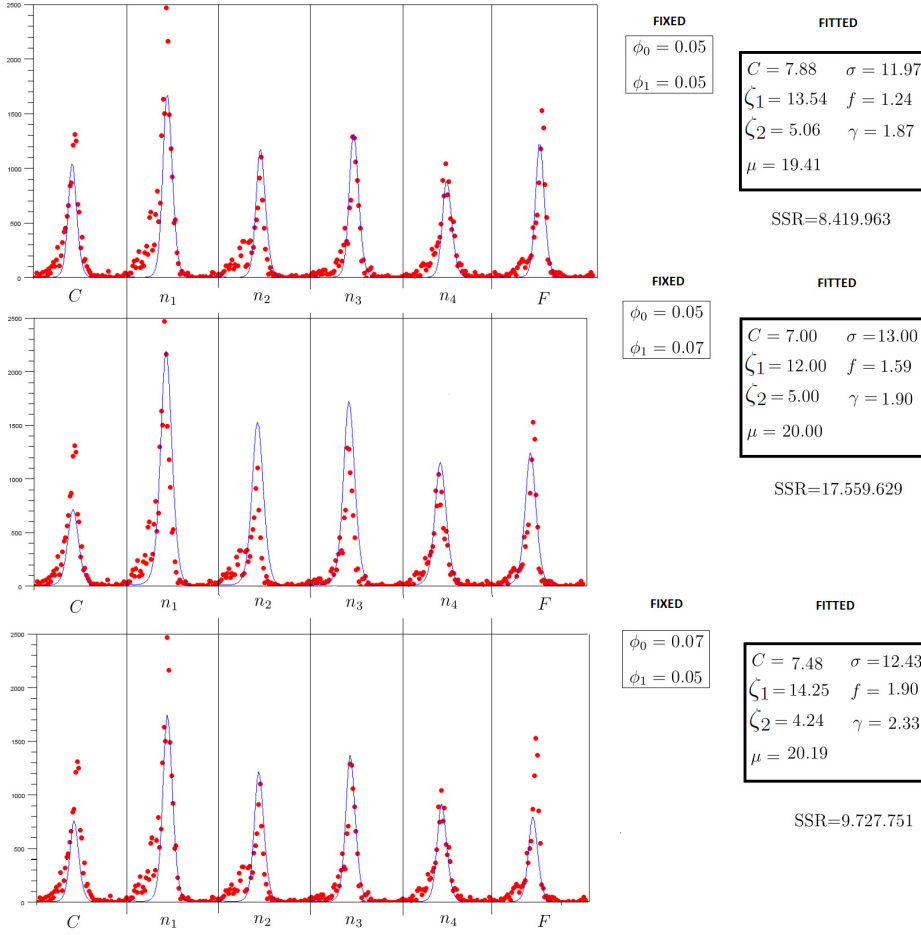 2500
2000
1500
1000
500
0
C n₁ n₂ n₃ n₄ F
FIXED
ϕ₀ = 0.05
ϕ₁ = 0.05
FITTED
C = 7.88 σ = 11.97
ζ₁ = 13.54 f = 1.24
ζ₂ = 5.06 γ = 1.87
μ = 19.41
SSR=8.419.963
2500
2000
1500
1000
500
0
C n₁ n₂ n₃ n₄ F
FIXED
ϕ₀ = 0.05
ϕ₁ = 0.07
FITTED
C = 7.00 σ = 13.00
ζ₁ = 12.00 f = 1.59
ζ₂ = 5.00 γ = 1.90
μ = 20.00
SSR=17.559.629
2500
2000
1500
1000
500
0
C n₁ n₂ n₃ n₄ F
FIXED
ϕ₀ = 0.07
ϕ₁ = 0.05
FITTED
C = 7.48 σ = 12.43
ζ₁ = 14.25 f = 1.90
ζ₂ = 4.24 γ = 2.33
μ = 20.19
SSR=9.727.751